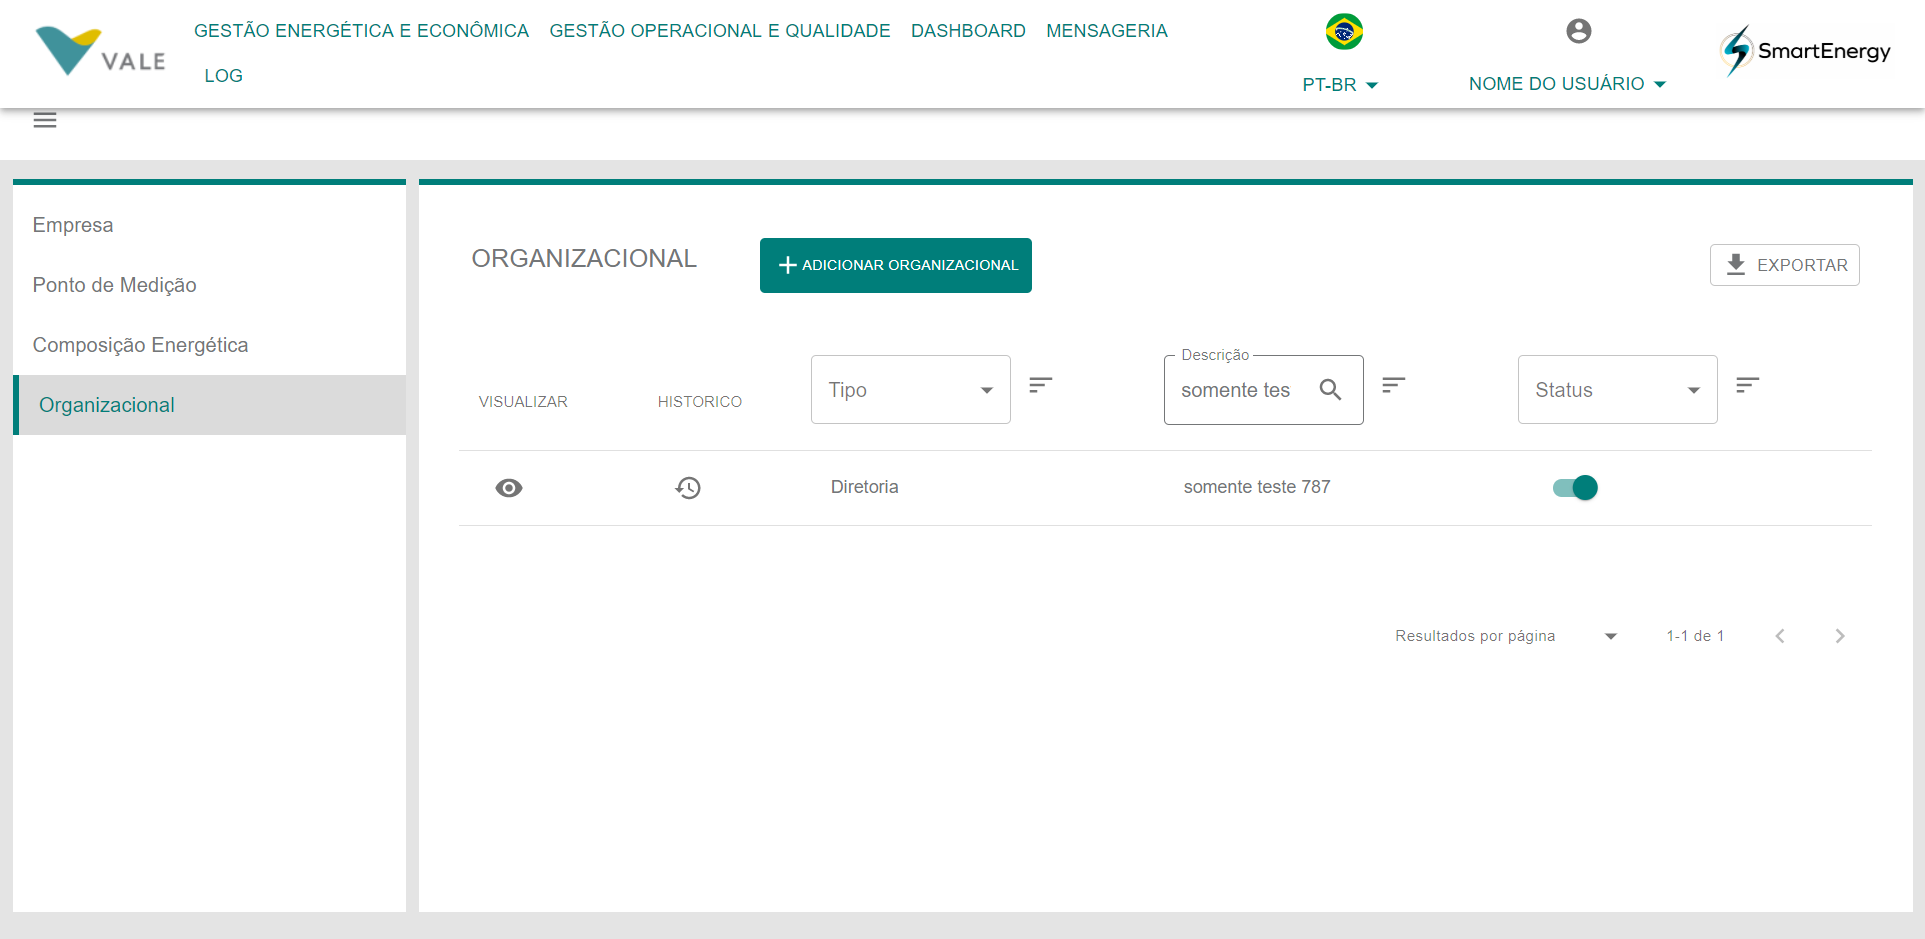 VALE
GESTÃO ENERGÉTICA E ECONÔMICA GESTÃO OPERACIONAL E QUALIDADE DASHBOARD MENSAGERIA
LOG
PT-BR
NOME DO USUÁRIO
SmartEnergy
Empresa
Ponto de Medição
Composição Energética
Organizacional
ORGANIZACIONAL
ADICIONAR ORGANIZACIONAL
EXPORTAR
VISUALIZAR
HISTORICO
Tipo
Descrição
somente tes
Status
Diretoria
somente teste 787
Resultados por página
1-1 de 1